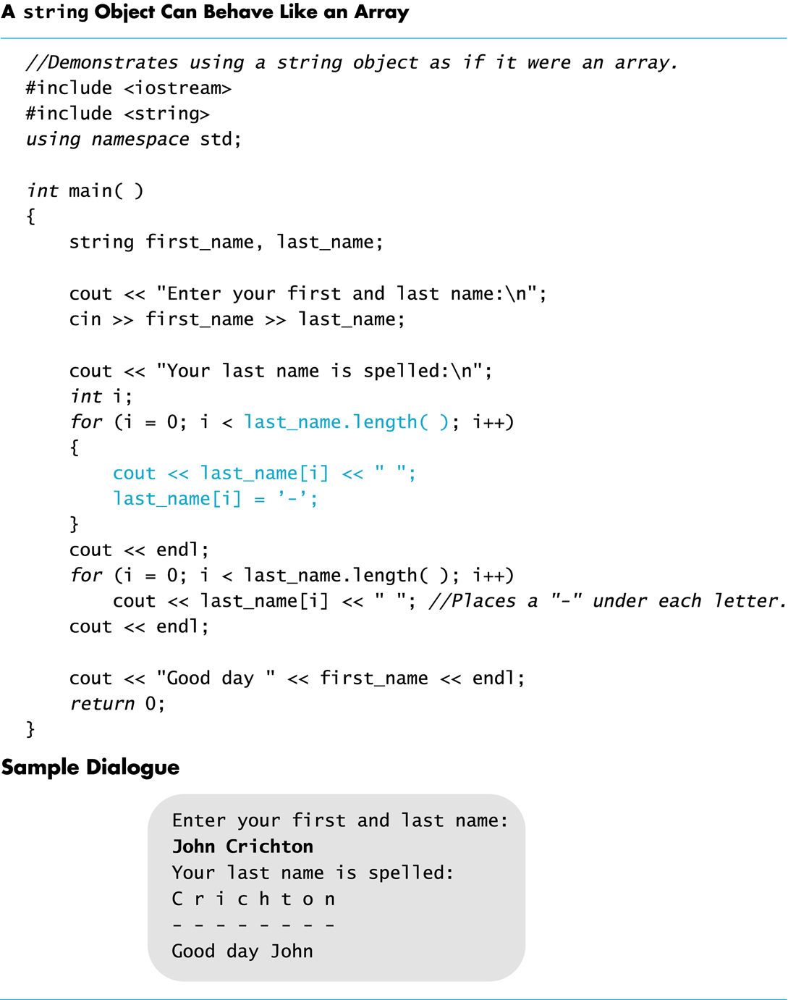 A string Object Can Behave Like an Array
//Demonstrates using a string object as if it were an array.
#include <iostream>
#include <string>
using namespace std;
int main( )
{
string first_name, last_name;
cout << "Enter your first and last name:\n";
cin >> first_name >> last_name;
cout << "Your last name is spelled:\n";
int i;
for (i = 0; i < last_name.length( ); i++)
{
cout << last_name[i] << " ";
last_name[i] = ’-’;
}
cout << endl;
for (i = 0; i < last_name.length( ); i++)
cout << last_name[i] << " "; //Places a "-" under each letter.
cout << endl;
cout << "Good day " << first_name << endl;
return 0;
}
Sample Dialogue
Enter your first and last name:
John Crichton
Your last name is spelled:
C r i c h t o n
- - - - - - - -
Good day John